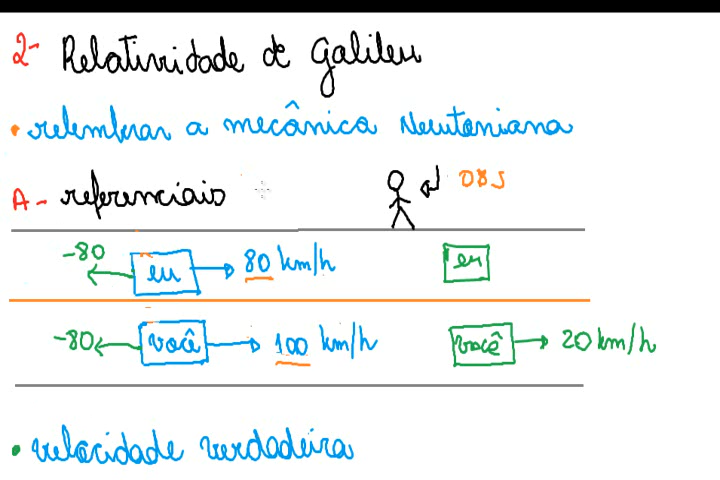 2- Relatividade de Galileu
• relembrar a mecânica Newtoniana
A- referenciais OBS
-80 eu 80 km/h eu
-80 você 100 km/h você 20 km/h
• velocidade verdadeira